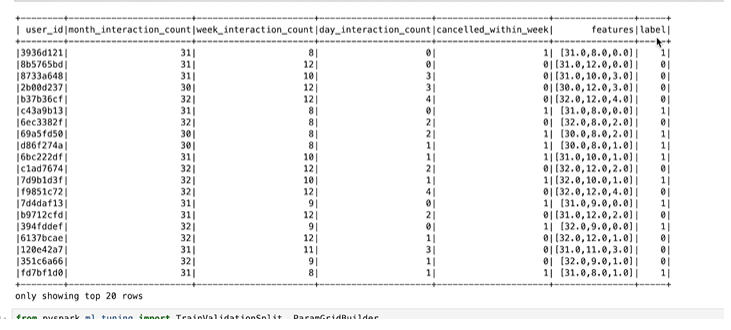 | user_id|month_interaction_count|week_interaction_count|day_interaction_count|cancelled_within_week| features|label|
|3936d121| 31| 8| 0| 1| [31.0,8.0,0.0]| 1|
|8b5765bd| 31| 12| 0| 0|[31.0,12.0,0.0]| 0|
|8733a648| 31| 10| 3| 0|[31.0,10.0,3.0]| 0|
|2b00d237| 30| 12| 3| 0|[30.0,12.0,3.0]| 0|
|b37b36cf| 32| 12| 4| 0|[32.0,12.0,4.0]| 0|
|c43a9b13| 31| 8| 0| 1| [31.0,8.0,0.0]| 1|
|6ec3382f| 32| 8| 2| 0| [32.0,8.0,2.0]| 0|
|69a5fd50| 30| 8| 2| 1| [30.0,8.0,2.0]| 1|
|d86f274a| 30| 8| 1| 1| [30.0,8.0,1.0]| 1|
|6bc222df| 31| 10| 1| 1|[31.0,10.0,1.0]| 1|
|c1ad7674| 32| 12| 2| 0|[32.0,12.0,2.0]| 0|
|7d9b1d3f| 32| 10| 1| 1|[32.0,10.0,1.0]| 1|
|f9851c72| 32| 12| 4| 0|[32.0,12.0,4.0]| 0|
|7d4daf13| 31| 9| 0| 1| [31.0,9.0,0.0]| 1|
|b9712cfd| 31| 12| 2| 0|[31.0,12.0,2.0]| 0|
|394fddef| 32| 9| 0| 1| [32.0,9.0,0.0]| 1|
|6137bcae| 32| 12| 1| 0|[32.0,12.0,1.0]| 0|
|120e42a7| 31| 11| 3| 0|[31.0,11.0,3.0]| 0|
|351c6a66| 32| 9| 1| 0| [32.0,9.0,1.0]| 0|
|fd7bf1d0| 31| 8| 1| 1| [31.0,8.0,1.0]| 1|
only showing top 20 rows
from pyspark.ml.tuning import TrainValidationSplit, ParamGridBuilder